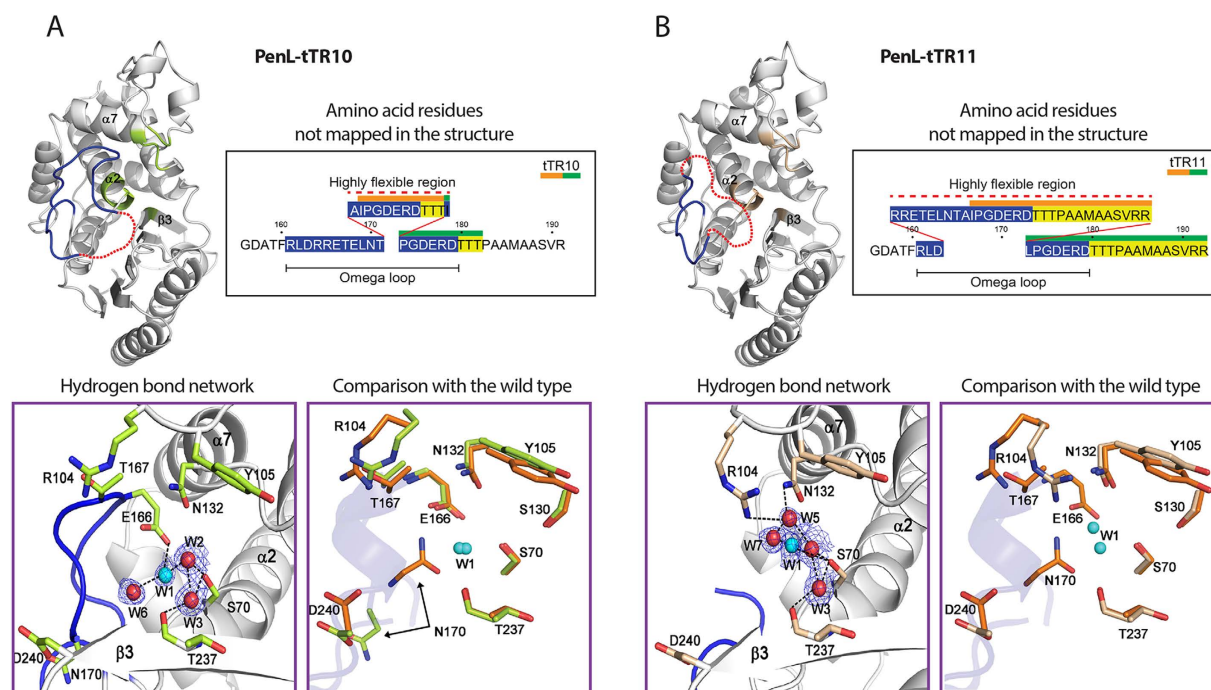 A
PenL-tTR10
α7
α2
β3
Amino acid residues
not mapped in the structure
tTR10
Highly flexible region
AIPGDERDTTT
160
170
180
190
GDATFRLDRRETELNT
PGDERDTTTPAAMAASVR
Omega loop
Hydrogen bond network
α7
R104
T167
Y105
N132
E166
α2
W2
W1
W6
W3
S70
D240
N170
β3
T237
Comparison with the wild type
R104
N132
Y105
T167
E166
S130
W1
S70
D240
N170
T237
B
PenL-tTR11
α7
α2
β3
Amino acid residues
not mapped in the structure
tTR11
Highly flexible region
RRETELNTAIPGDERDTTTPAAMAASVRR
160
180
190
GDATFRLD
LPGDERDTTTPAAMAASVRR
Omega loop
Hydrogen bond network
α7
R104
Y105
N132
W5
α2
W7
W1
S70
W3
D240
β3
T237
Comparison with the wild type
R104
N132
Y105
T167
E166
S130
W1
S70
N170
D240
T237